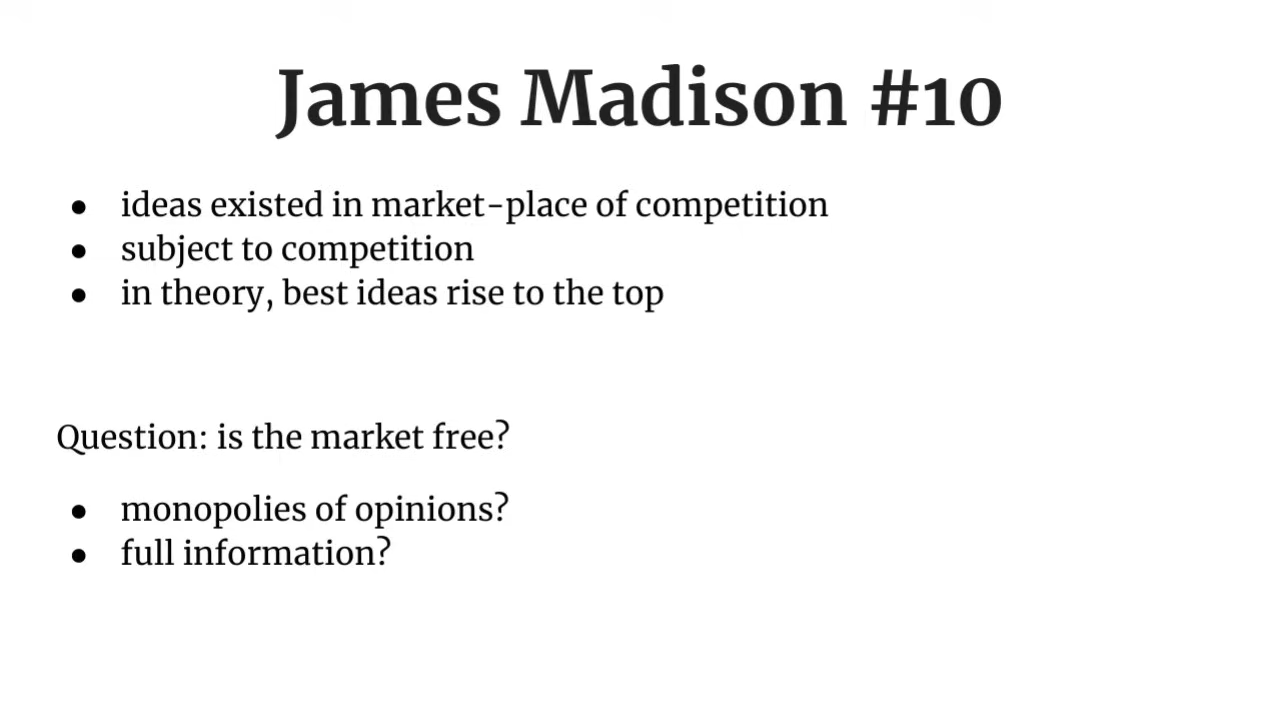 James Madison #10
● ideas existed in market-place of competition
● subject to competition
● in theory, best ideas rise to the top
Question: is the market free?
● monopolies of opinions?
● full information?